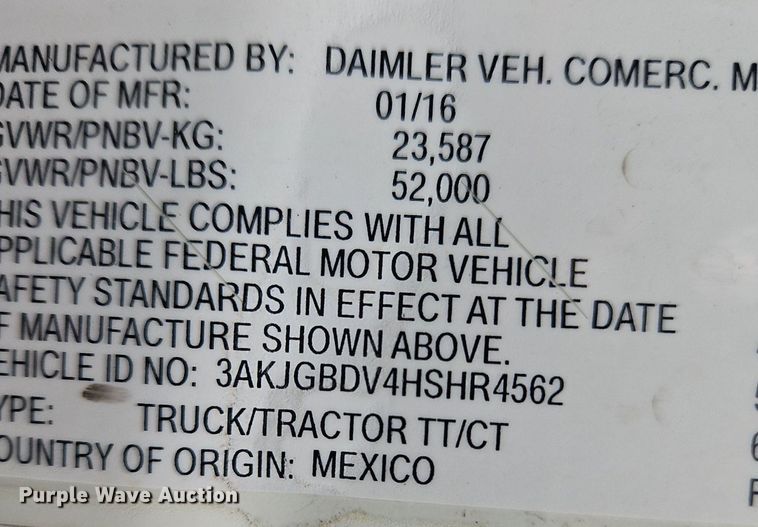 MANUFACTURED BY: DAIMLER VEH. COMERC. M
DATE OF MFR: 01/16
GVWR/PNBV-KG: 23,587
GVWR/PNBV-LBS: 52,000
HIS VEHICLE COMPLIES WITH ALL
PPLICABLE FEDERAL MOTOR VEHICLE
AFETY STANDARDS IN EFFECT AT THE DATE
F MANUFACTURE SHOWN ABOVE.
EHICLE ID NO: 3AKJGBDV4HSHR4562
YPE: TRUCK/TRACTOR TT/CT
OUNTRY OF ORIGIN: MEXICO
Purple Wave Auction